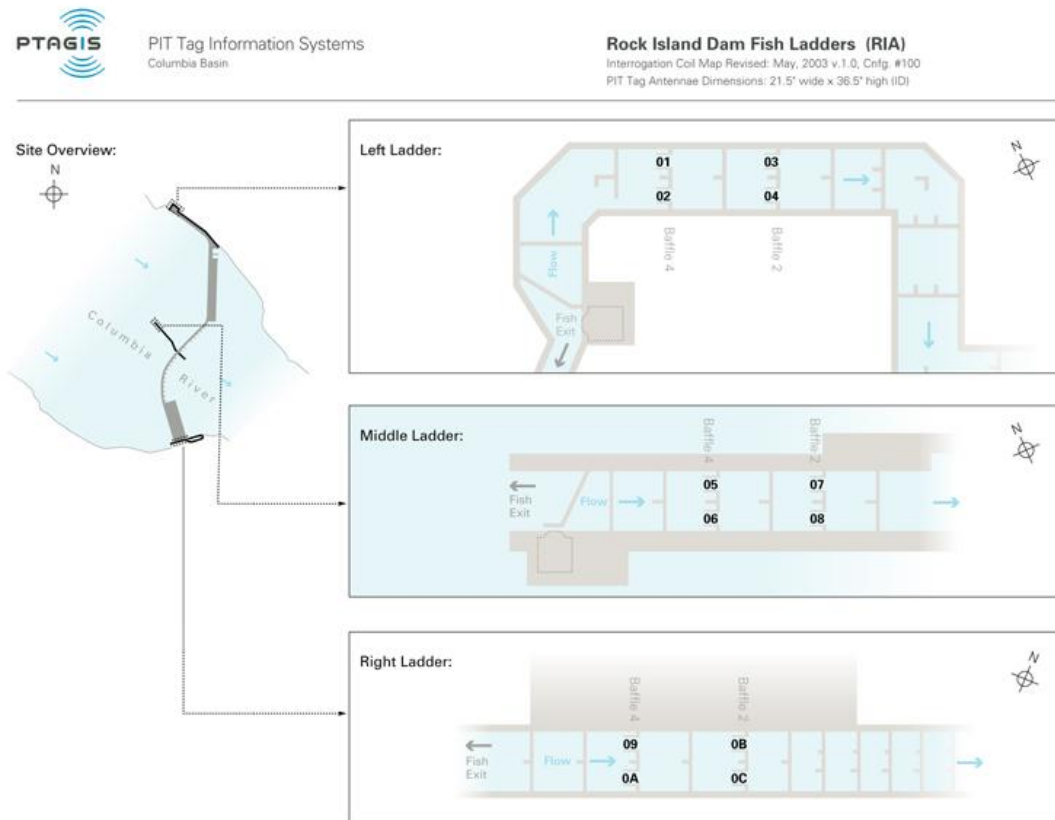 PTAGIS
PIT Tag Information Systems
Columbia Basin
Rock Island Dam Fish Ladders (RIA)
Interrogation Coil Map Revised: May, 2003 v.1.0, Cnfg. #100
PIT Tag Antennae Dimensions: 21.5" wide x 36.5" high (ID)
Site Overview:
N
Columbia
River
Left Ladder:
N
01
03
02
04
Baffle 4
Baffle 2
Flow
Fish
Exit
Middle Ladder:
N
Baffle 4
Baffle 2
05
07
Fish
Exit
Flow
06
08
Right Ladder:
N
Baffle 4
Baffle 2
09
0B
Fish
Exit
Flow
0A
0C